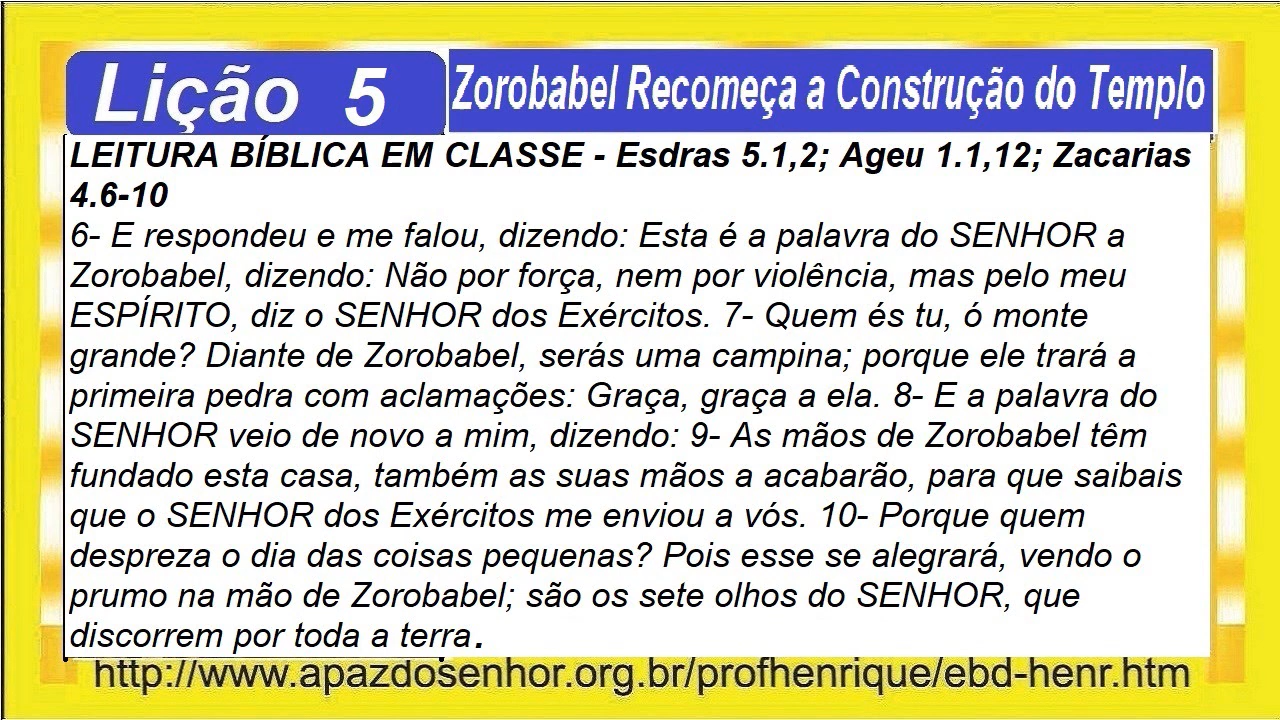 Lição 5 Zorobabel Recomeça a Construção do Templo
LEITURA BÍBLICA EM CLASSE - Esdras 5.1,2; Ageu 1.1,12; Zacarias
4.6-10
6- E respondeu e me falou, dizendo: Esta é a palavra do SENHOR a
Zorobabel, dizendo: Não por força, nem por violência, mas pelo meu
ESPÍRITO, diz o SENHOR dos Exércitos. 7- Quem és tu, ó monte
grande? Diante de Zorobabel, serás uma campina; porque ele trará a
primeira pedra com aclamações: Graça, graça a ela. 8- E a palavra do
SENHOR veio de novo a mim, dizendo: 9- As mãos de Zorobabel têm
fundado esta casa, também as suas mãos a acabarão, para que saibais
que o SENHOR dos Exércitos me enviou a vós. 10- Porque quem
despreza o dia das coisas pequenas? Pois esse se alegrará, vendo o
prumo na mão de Zorobabel; são os sete olhos do SENHOR, que
discorrem por toda a terra.
http://www.apazdosenhor.org.br/profhenrique/ebd-henr.htm